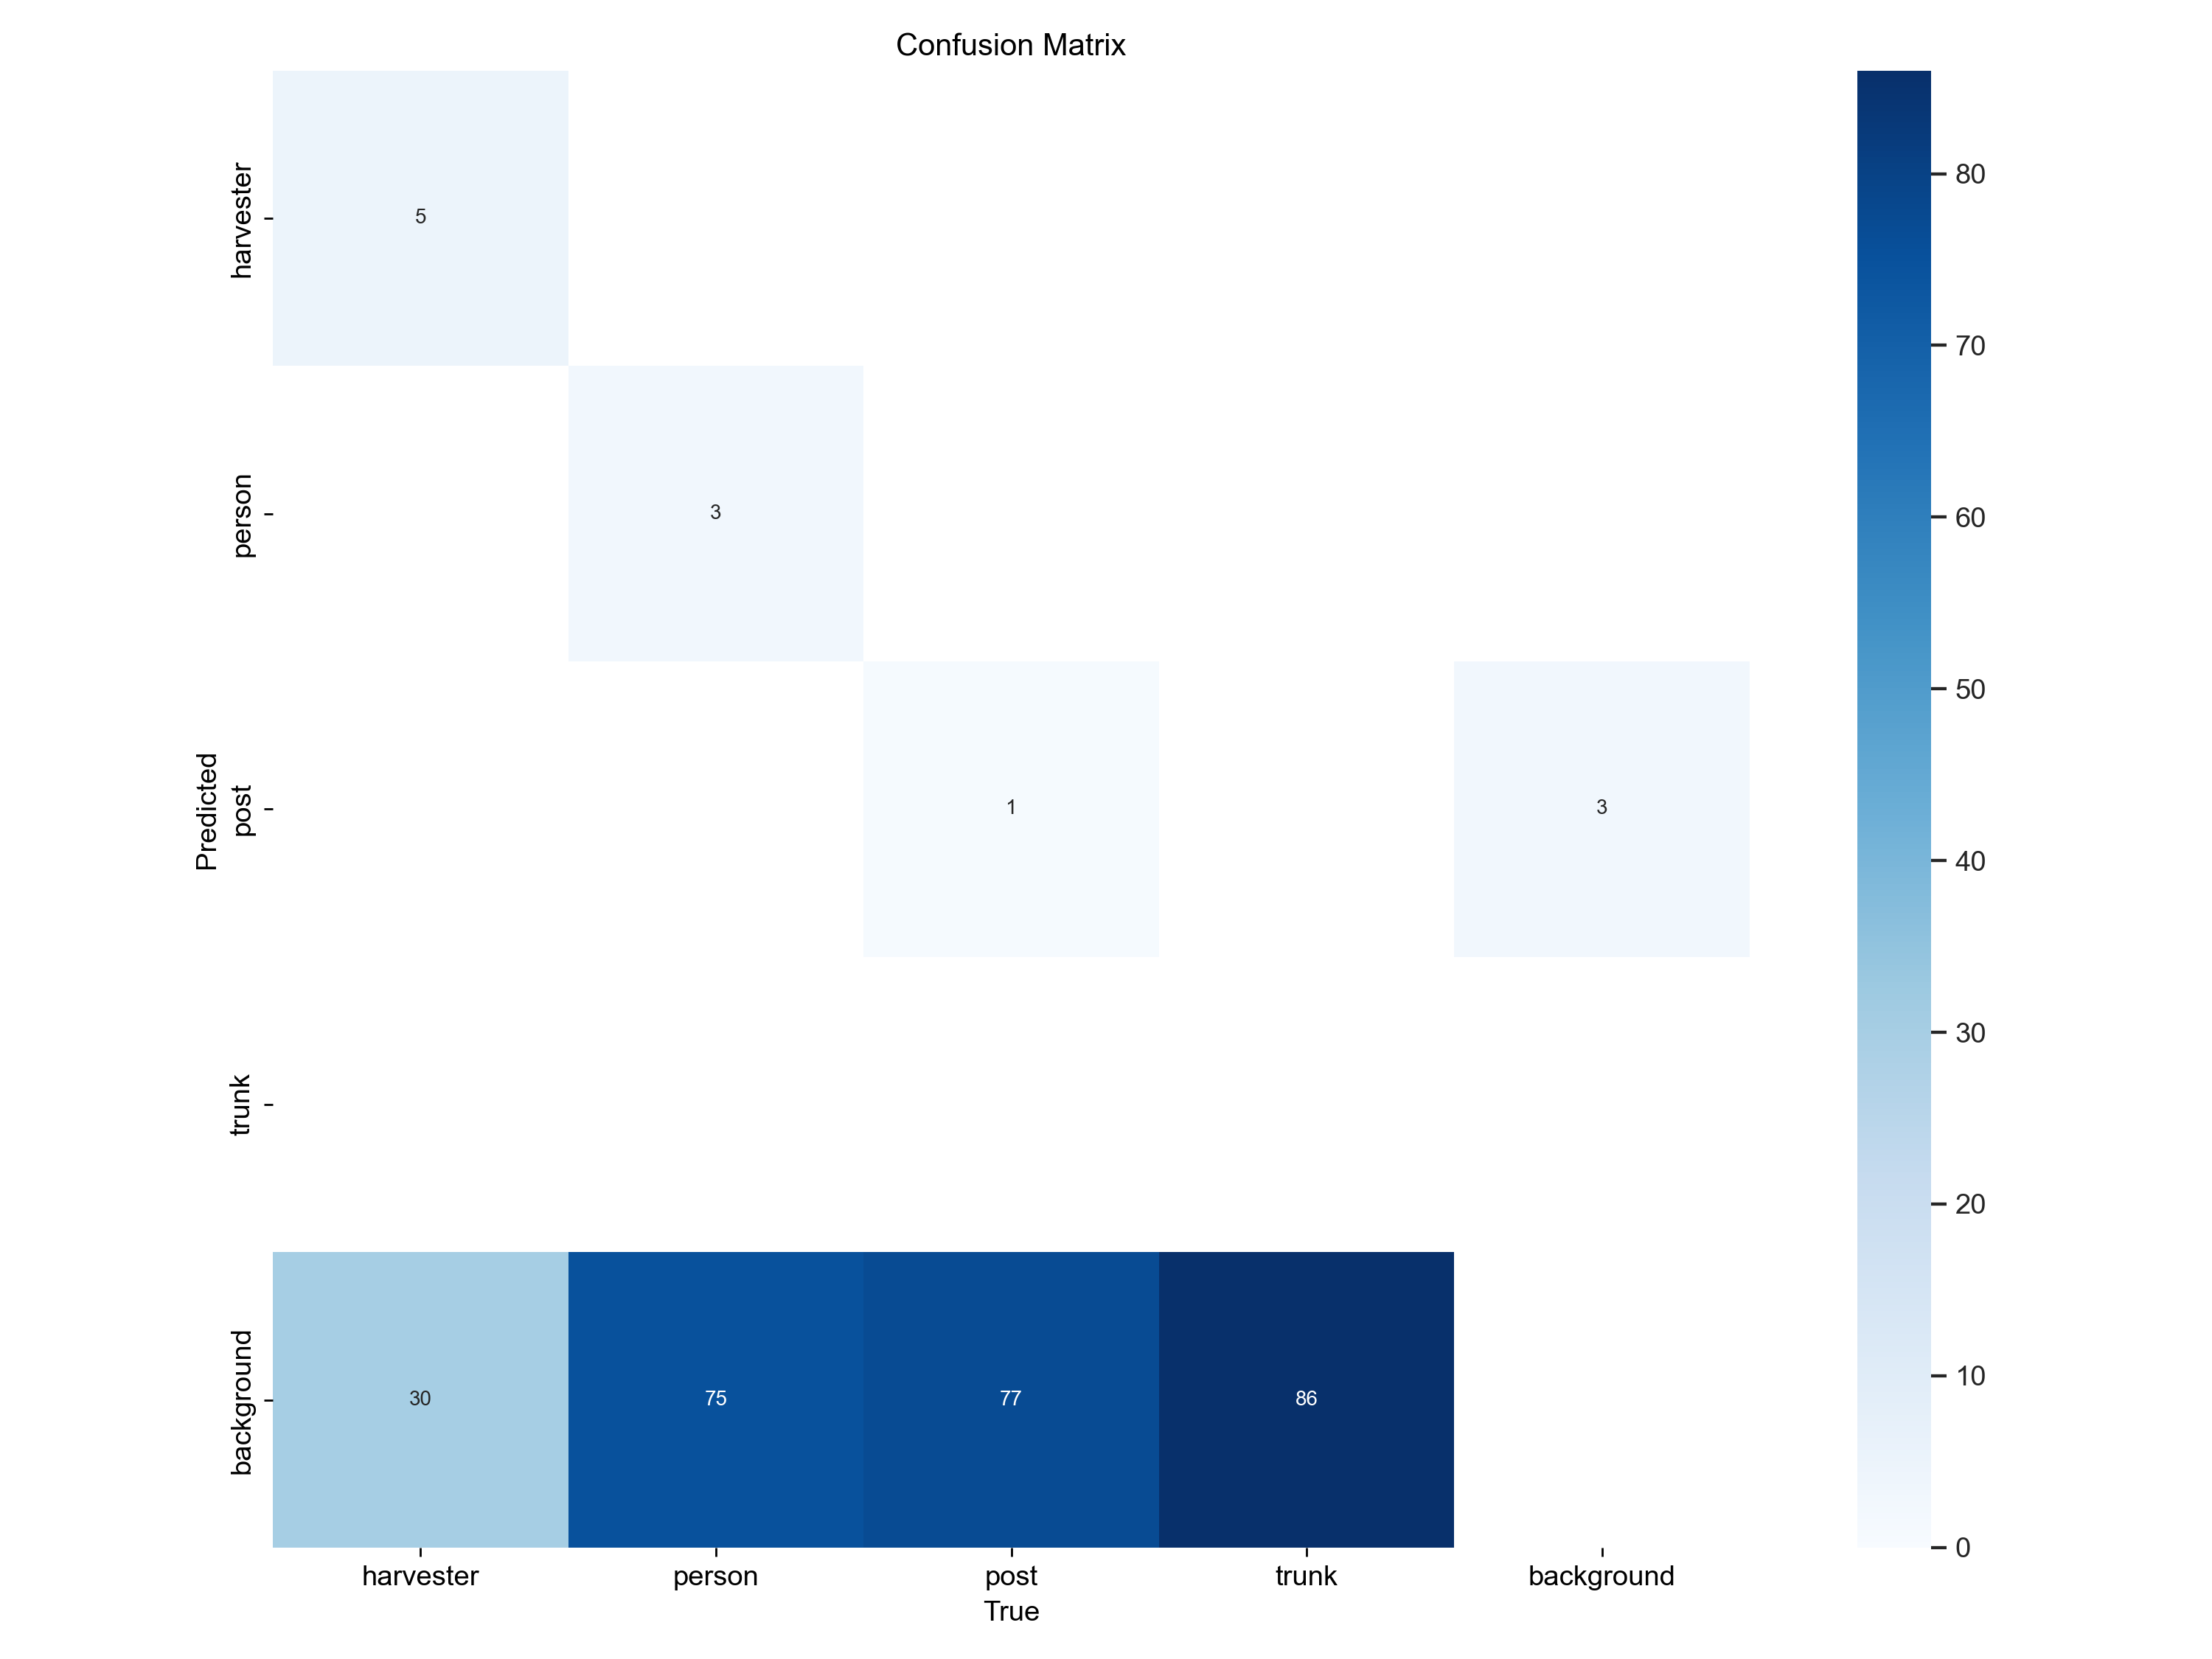 Confusion Matrix
harvester
person
post
trunk
background
Predicted
5
3
1
3
30
75
77
86
harvester
person
post
trunk
background
True
80
70
60
50
40
30
20
10
0